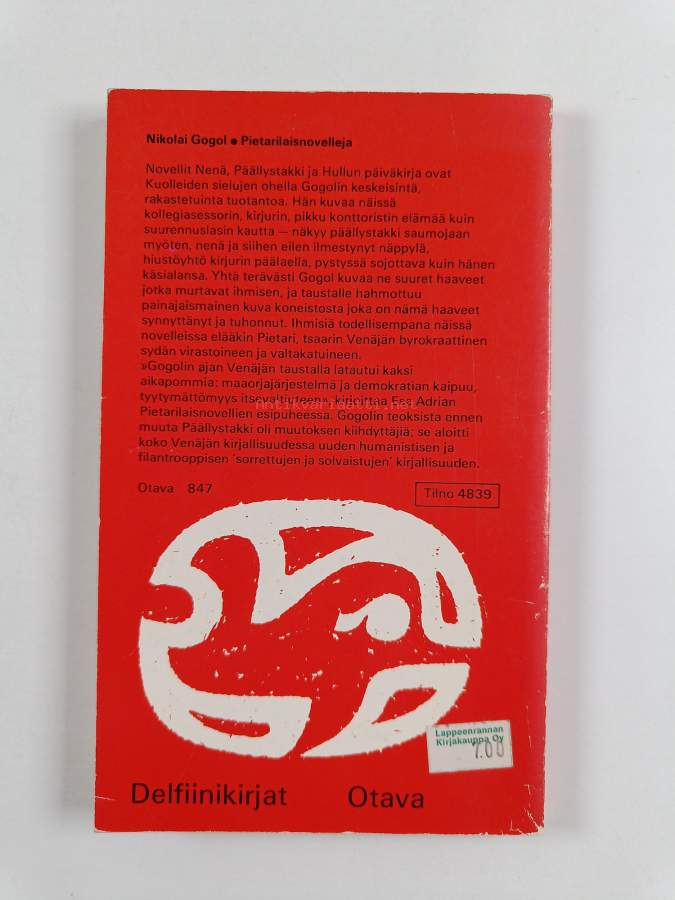 Nikolai Gogol ● Pietarilaisnovelleja
Novellit Nenä, Päällystakki ja Hullun päiväkirja ovat
Kuolleiden sielujen ohella Gogolin keskeisintä,
rakastetuinta tuotantoa. Hän kuvaa näissä
kollegiasessorin, kirjurin, pikku konttoristin elämää kuin
suurennuslasin kautta — näkyy päällystakki saumojaan
myöten, nenä ja siihen eilen ilmestynyt näppylä,
hiustöyhtö kirjurin päälaella, pystyssä sojottava kuin hänen
käsialansa. Yhtä terävästi Gogol kuvaa ne suuret haaveet
jotka murtavat ihmisen, ja taustalle hahmottuu
painajaismainen kuva koneistosta joka on nämä haaveet
synnyttänyt ja tuhonnut. Ihmisiä todellisempana näissä
novelleissa elääkin Pietari, tsaarin Venäjän byrokraattinen
sydän virastoineen ja valtakatuineen.
»Gogolin ajan Venäjän taustalla latautui kaksi
aikapommia: maaorjajärjestelmä ja demokratian kaipuu,
tyytymättömyys itsevaltiuteen», kirjoittaa Esa Adrian
Pietarilaisnovellien esipuheessa. Gogolin teoksista ennen
muuta Päällystakki oli muutoksen kiihdyttäjiä; se aloitti
koko Venäjän kirjallisuudessa uuden humanistisen ja
filantrooppisen 'sorrettujen ja solvaistujen' kirjallisuuden.
Antikvariaatti.net
Otava 847
Tilno 4839
Lappeenrannan
Kirjakauppa Oy
7.00
Delfiinikirjat Otava